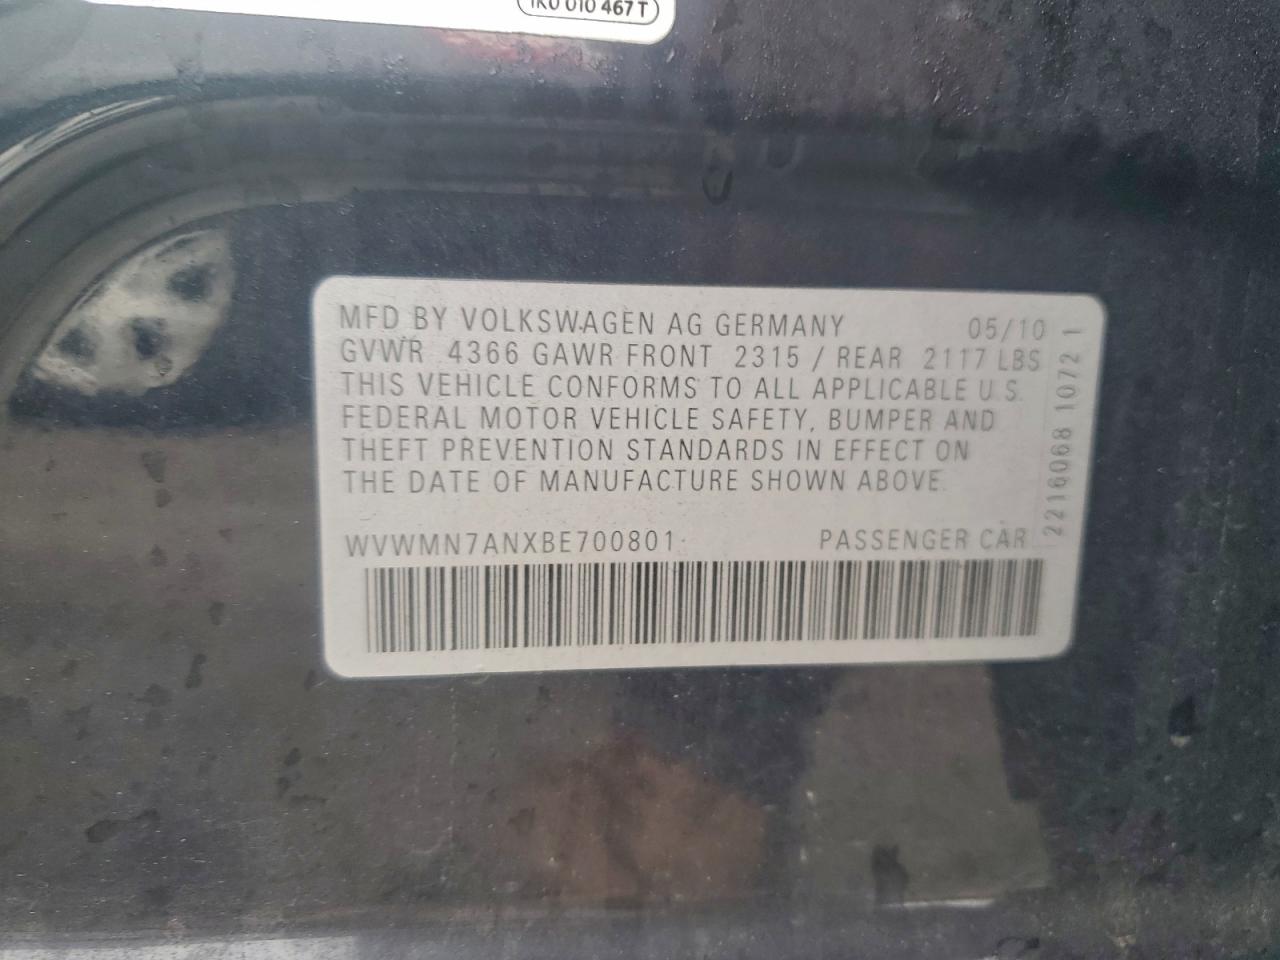 1K0 010 467 T
MFD BY VOLKSWAGEN AG GERMANY 05/10
GVWR 4366 GAWR FRONT 2315 / REAR 2117 LBS
THIS VEHICLE CONFORMS TO ALL APPLICABLE U.S.
FEDERAL MOTOR VEHICLE SAFETY, BUMPER AND
THEFT PREVENTION STANDARDS IN EFFECT ON
THE DATE OF MANUFACTURE SHOWN ABOVE.
WVWMN7ANXBE700801 PASSENGER CAR
2216068 1072 1